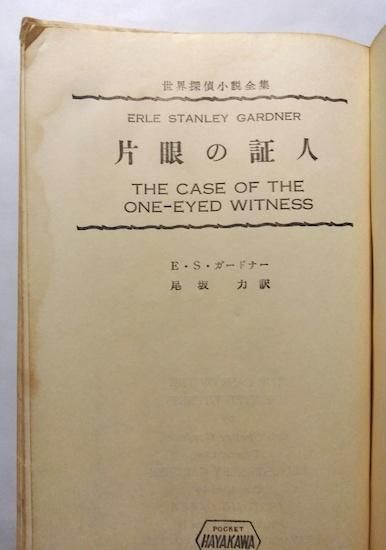 世界探偵小説全集
ERLE STANLEY GARDNER
片眼の証人
THE CASE OF THE
ONE-EYED WITNESS
E・S・ガードナー
尾坂 力訳
POCKET
HAYAKAWA